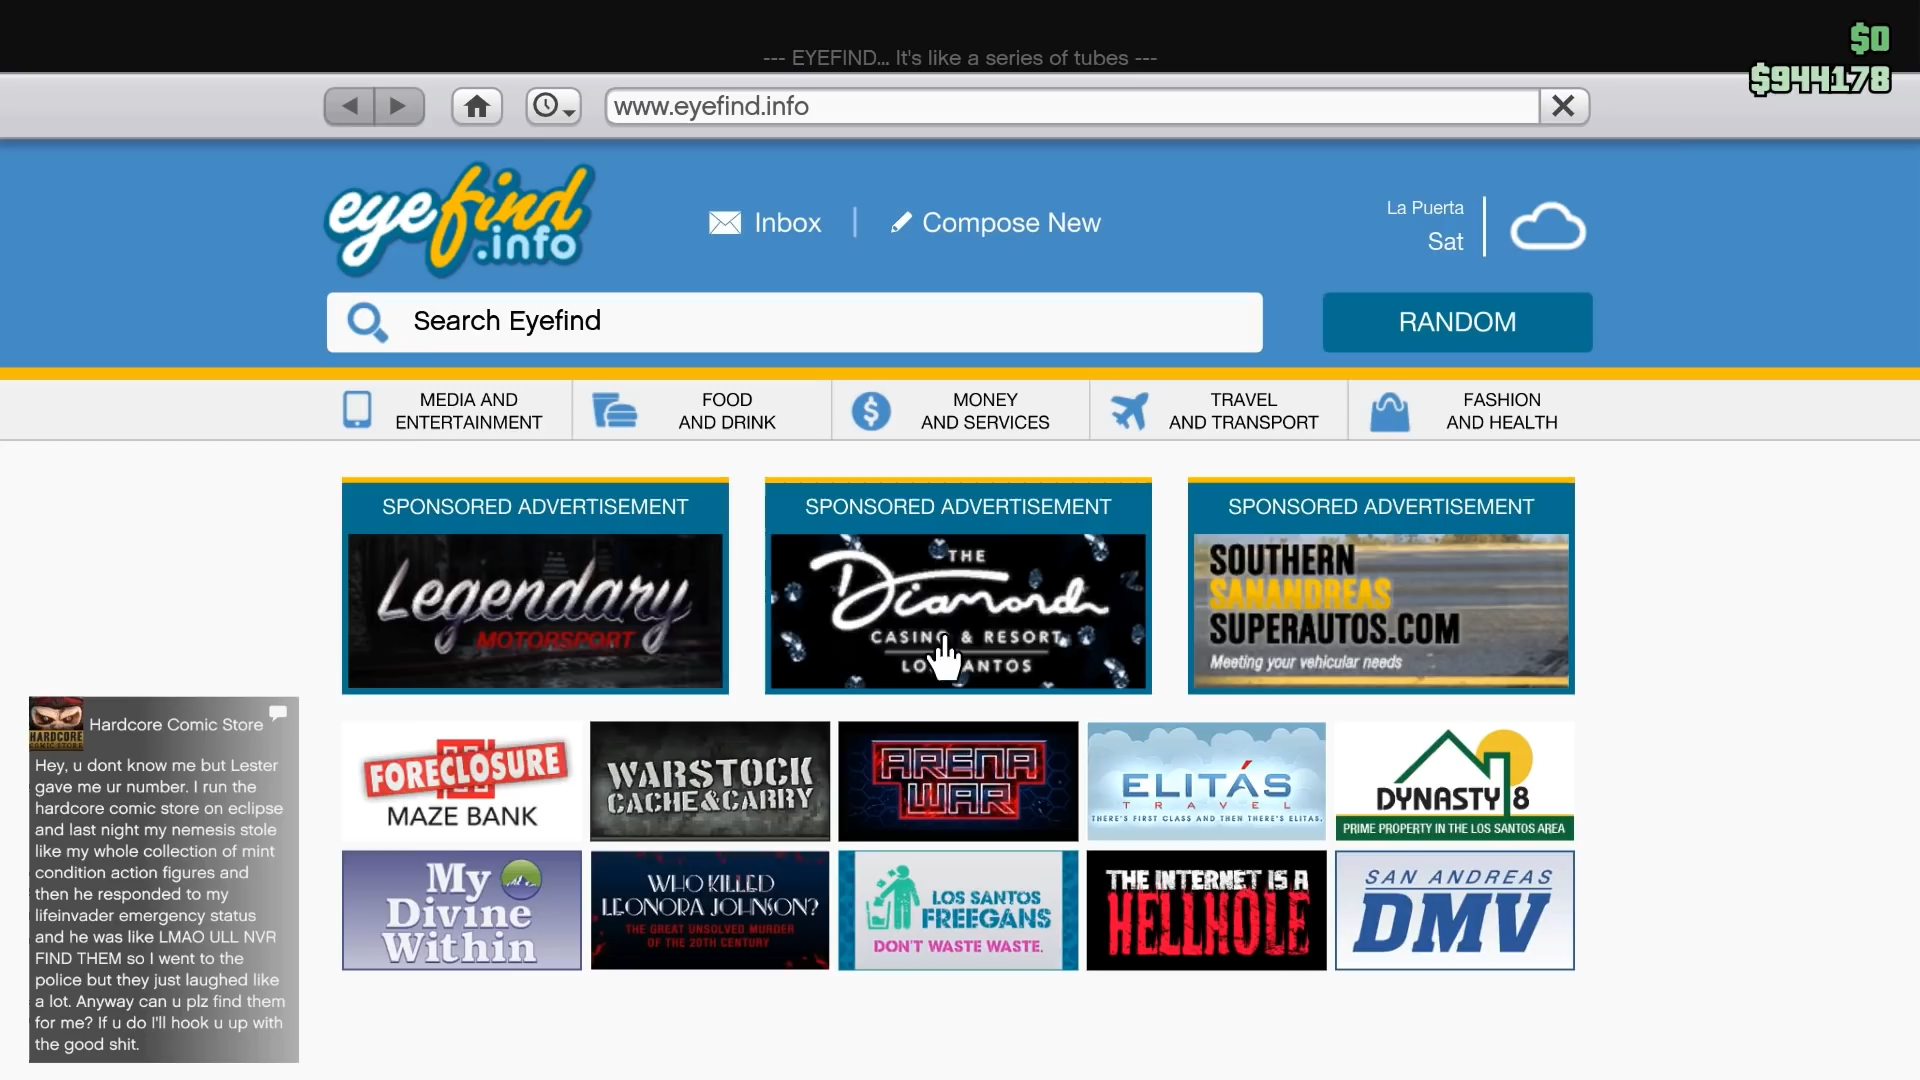 --- EYEFIND... It's like a series of tubes ---
$0
$944178
www.eyefind.info
eyefind
.info
Inbox
Compose New
La Puerta
Sat
Search Eyefind
RANDOM
MEDIA AND
ENTERTAINMENT
FOOD
AND DRINK
MONEY
AND SERVICES
TRAVEL
AND TRANSPORT
FASHION
AND HEALTH
SPONSORED ADVERTISEMENT
Legendary
MOTORSPORT
SPONSORED ADVERTISEMENT
THE
Diamond
CASINO & RESORT
LOS SANTOS
SPONSORED ADVERTISEMENT
SOUTHERN
SANANDREAS
SUPERAUTOS.COM
Meeting your vehicular needs
FORECLOSURE
MAZE BANK
WARSTOCK
CACHE&CARRY
ARENA
WAR
ELITÁS
TRAVEL
THERE'S FIRST CLASS AND THEN THERE'S ELITAS.
DYNASTY 8
PRIME PROPERTY IN THE LOS SANTOS AREA
My
Divine
Within
WHO KILLED
LEONORA JOHNSON?
THE GREAT UNSOLVED MURDER
OF THE 20TH CENTURY
LOS SANTOS
FREEGANS
DON'T WASTE WASTE.
THE INTERNET IS A
HELLHOLE
SAN ANDREAS
DMV
HARDCORE
COMIC STORE
Hardcore Comic Store
Hey, u dont know me but Lester
gave me ur number. I run the
hardcore comic store on eclipse
and last night my nemesis stole
like my whole collection of mint
condition action figures and
then he responded to my
lifeinvader emergency status
and he was like LMAO ULL NVR
FIND THEM so I went to the
police but they just laughed like
a lot. Anyway can u plz find them
for me? If u do I'll hook u up with
the good shit.